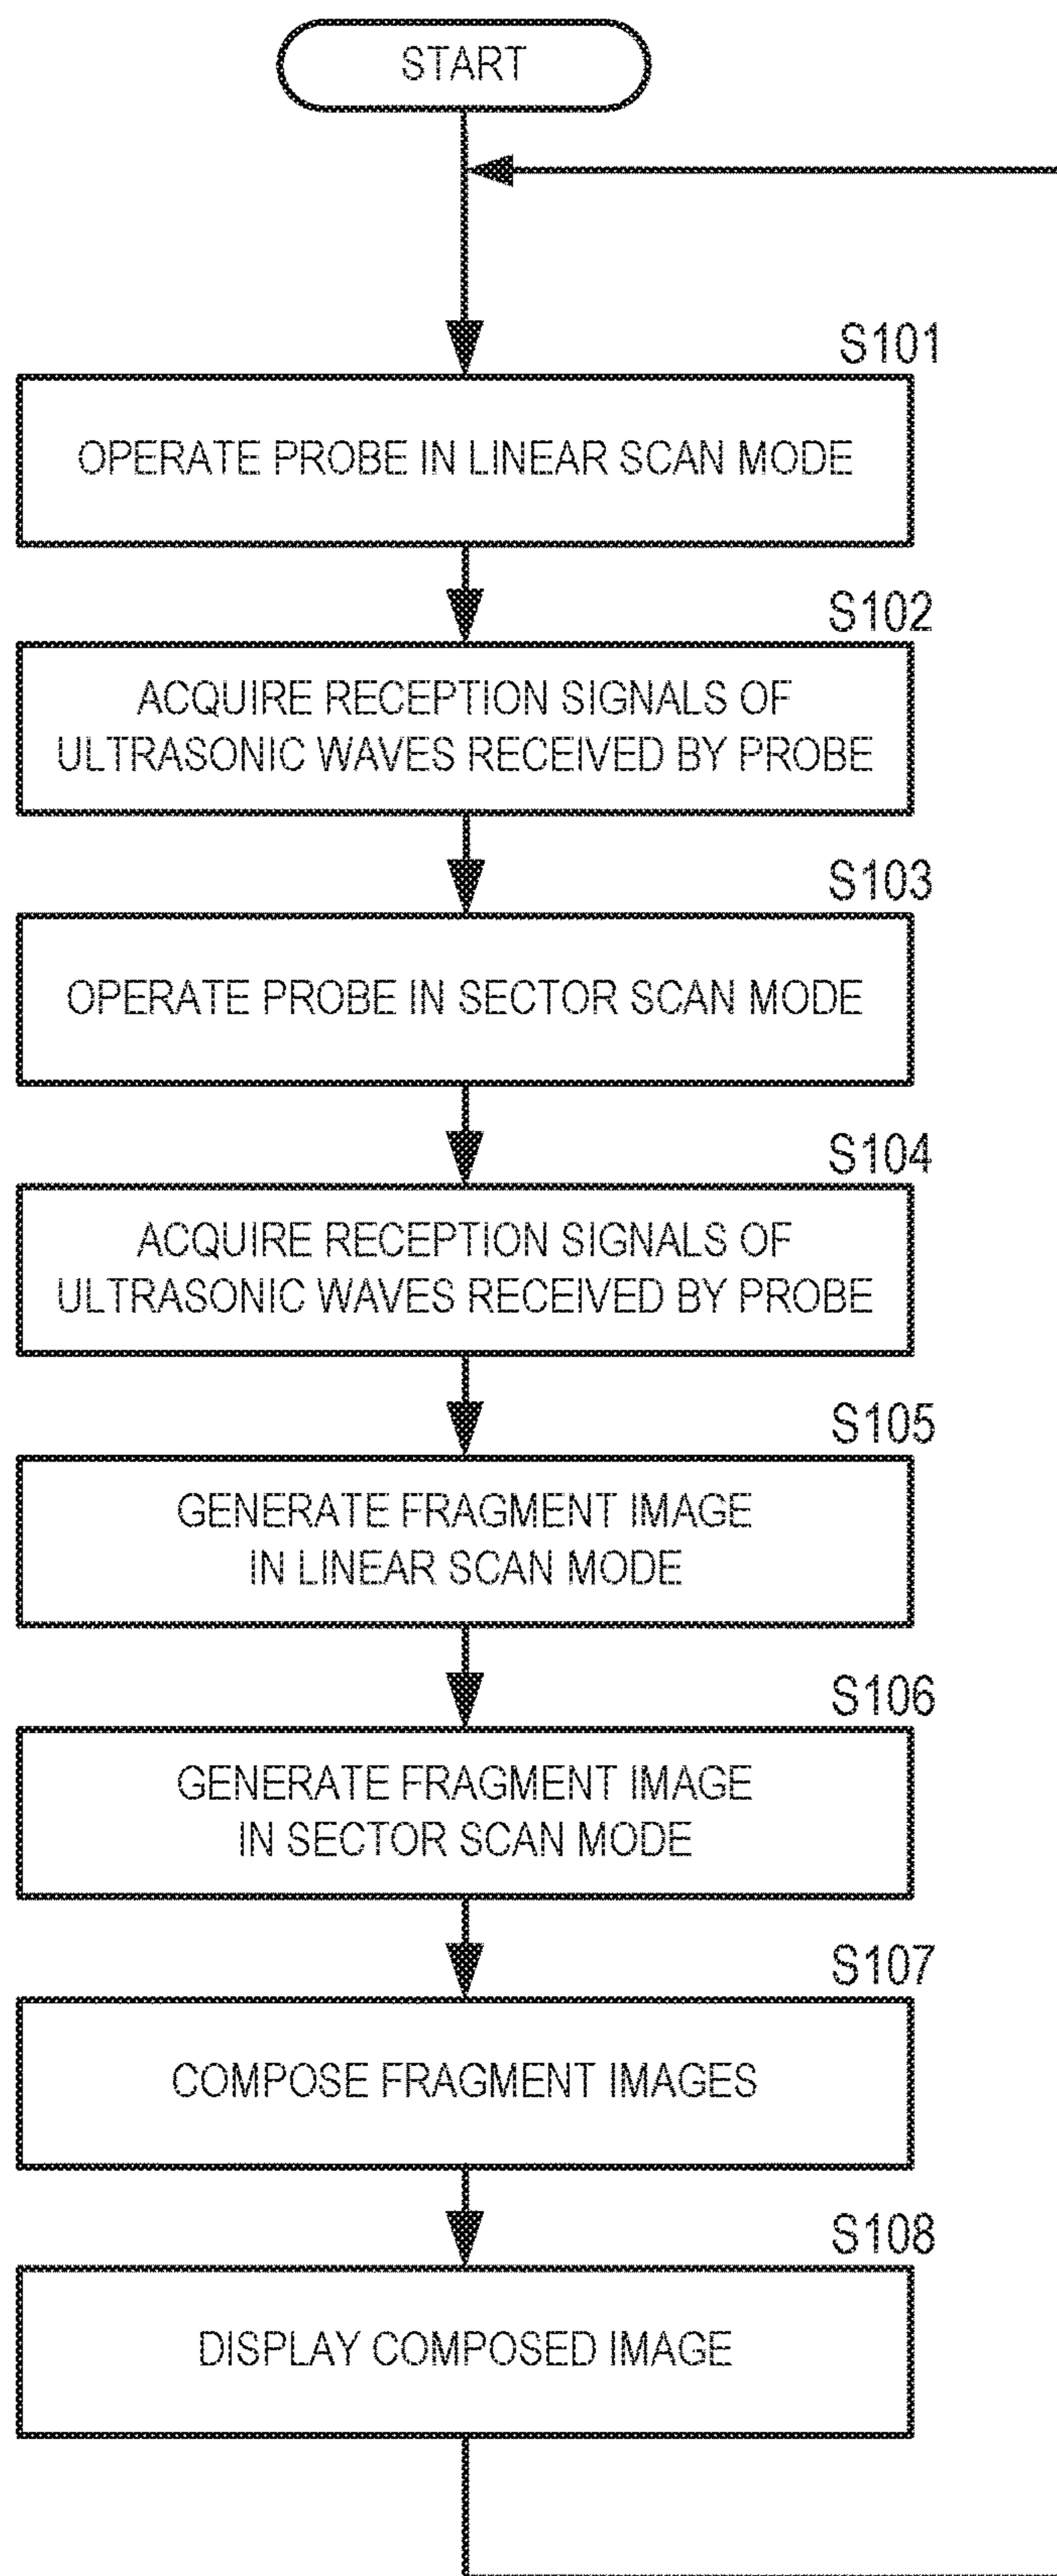 START
S101
OPERATE PROBE IN LINEAR SCAN MODE
S102
ACQUIRE RECEPTION SIGNALS OF
ULTRASONIC WAVES RECEIVED BY PROBE
S103
OPERATE PROBE IN SECTOR SCAN MODE
S104
ACQUIRE RECEPTION SIGNALS OF
ULTRASONIC WAVES RECEIVED BY PROBE
S105
GENERATE FRAGMENT IMAGE
IN LINEAR SCAN MODE
S106
GENERATE FRAGMENT IMAGE
IN SECTOR SCAN MODE
S107
COMPOSE FRAGMENT IMAGES
S108
DISPLAY COMPOSED IMAGE